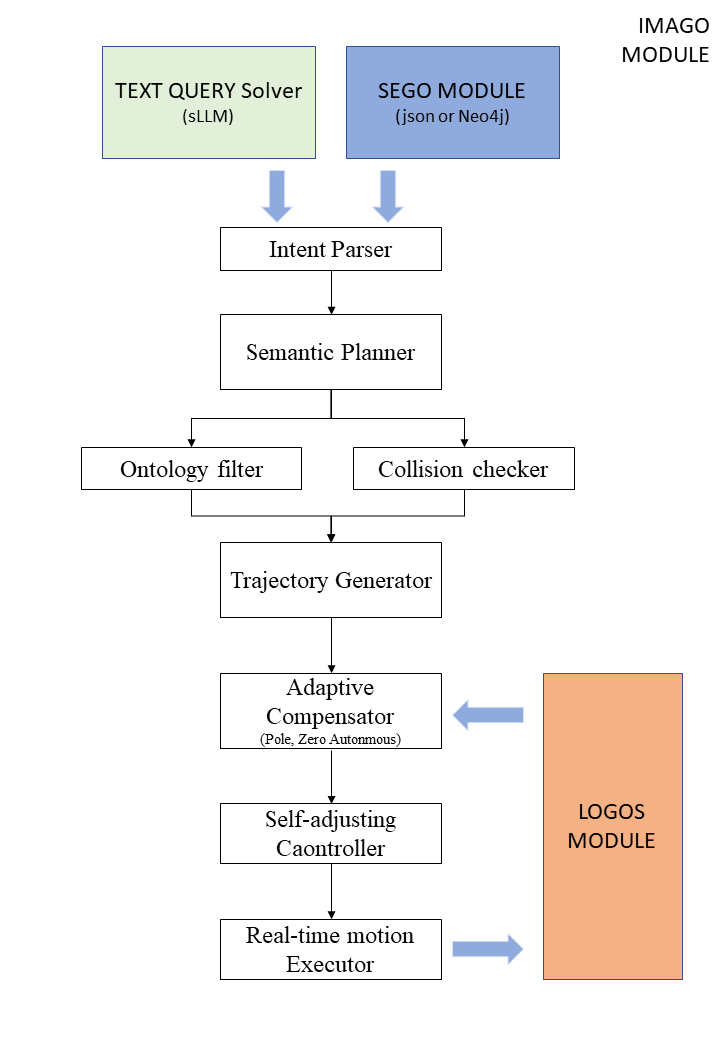 IMAGO
MODULE
TEXT QUERY Solver
(sLLM)
SEGO MODULE
(json or Neo4j)
Intent Parser
Semantic Planner
Ontology filter
Collision checker
Trajectory Generator
Adaptive
Compensator
(Pole, Zero Autonmous)
LOGOS
MODULE
Self-adjusting
Caontroller
Real-time motion
Executor